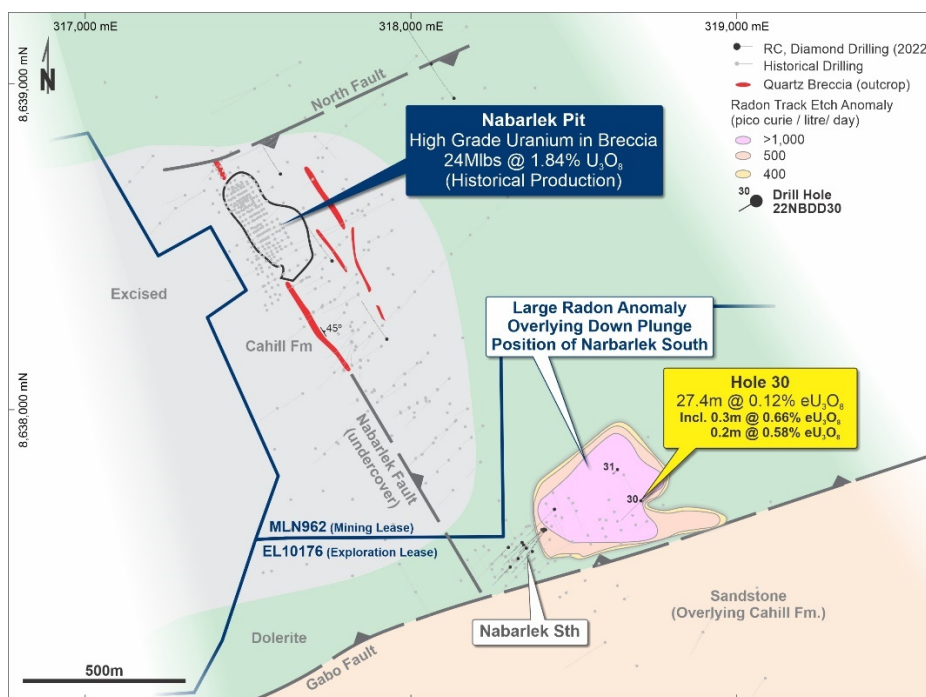 317,000 mE
318,000 mE
319,000 mE
8,639,000 mN
8,638,000 mN
N
RC, Diamond Drilling (2022
Historical Drilling
Quartz Breccia (outcrop)
Radon Track Etch Anomaly
(pico curie / litre/ day)
>1,000
500
400
30
Drill Hole
22NBDD30
North Fault
Nabarlek Pit
High Grade Uranium in Breccia
24Mlbs @ 1.84% U₃O₈
(Historical Production)
Excised
Cahill Fm
45°
Large Radon Anomaly
Overlying Down Plunge
Position of Narbarlek South
Hole 30
27.4m @ 0.12% eU₃O₈
Incl. 0.3m @ 0.66% eU₃O₈
0.2m @ 0.58% eU₃O₈
Nabarlek Fault
(undercover)
31
30
MLN962 (Mining Lease)
EL10176 (Exploration Lease)
Nabarlek Sth
Sandstone
(Overlying Cahill Fm.)
Dolerite
Gabo Fault
500m